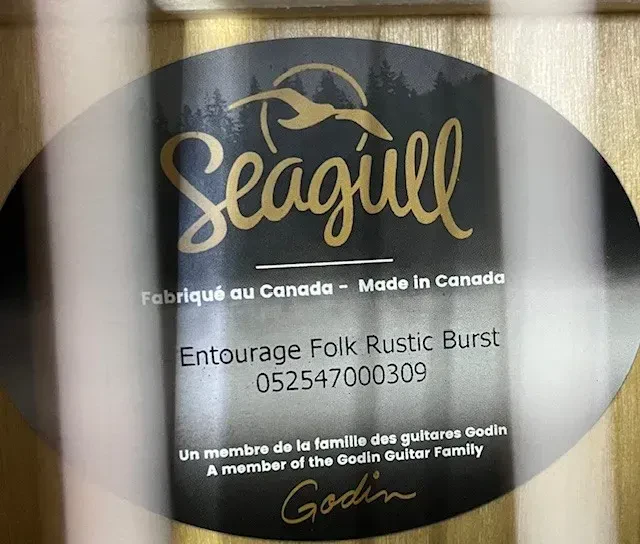 Seagull
Fabriqué au Canada - Made in Canada
Entourage Folk Rustic Burst
052547000309
Un membre de la famille des guitares Godin
A member of the Godin Guitar Family
Godin